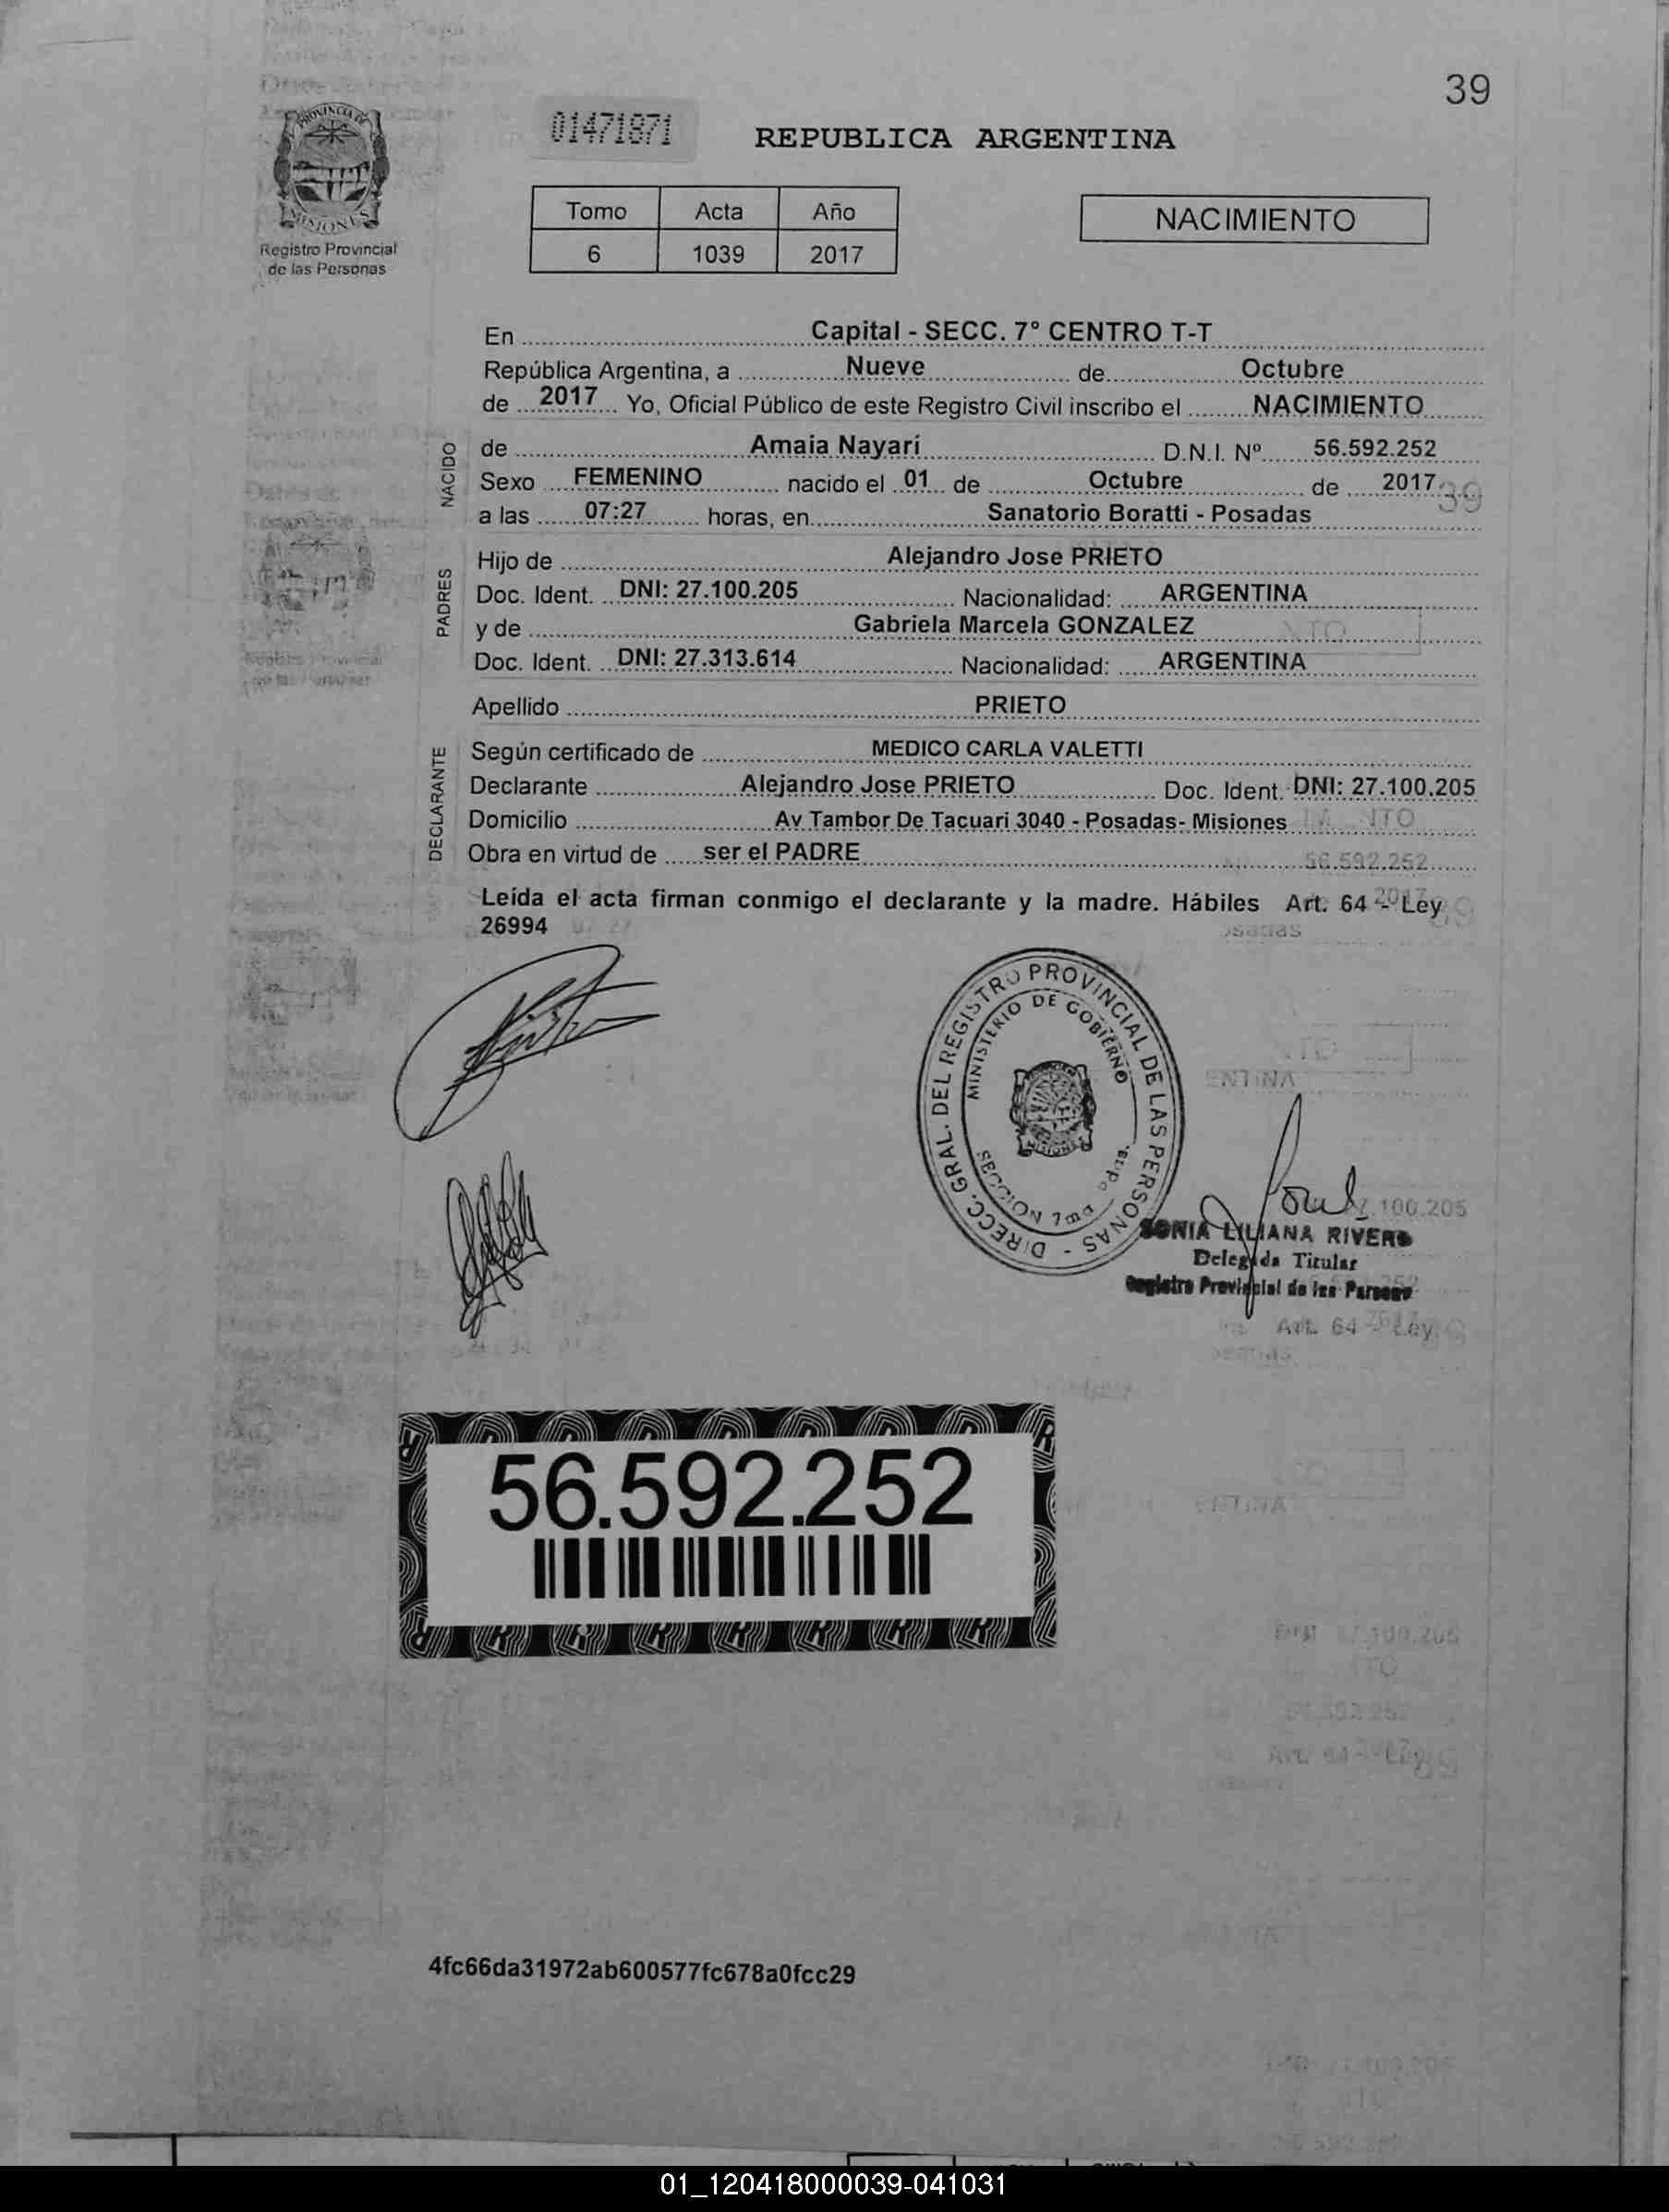 39
PROVINCIA DE
MISIONES
Registro Provincial
de las Personas
01471871
REPUBLICA ARGENTINA
Tomo Acta Año
6 1039 2017
NACIMIENTO
En Capital - SECC. 7° CENTRO T-T
República Argentina, a Nueve de Octubre
de 2017 Yo, Oficial Público de este Registro Civil inscribo el NACIMIENTO
NACIDO
de Amaia Nayarí D.N.I. Nº 56.592.252
Sexo FEMENINO nacido el 01 de Octubre de 2017
a las 07:27 horas, en Sanatorio Boratti - Posadas
PADRES
Hijo de Alejandro Jose PRIETO
Doc. Ident. DNI: 27.100.205 Nacionalidad: ARGENTINA
y de Gabriela Marcela GONZALEZ
Doc. Ident. DNI: 27.313.614 Nacionalidad: ARGENTINA
Apellido PRIETO
DECLARANTE
Según certificado de MEDICO CARLA VALETTI
Declarante Alejandro Jose PRIETO Doc. Ident. DNI: 27.100.205
Domicilio Av Tambor De Tacuari 3040 - Posadas- Misiones
Obra en virtud de ser el PADRE
Leída el acta firman conmigo el declarante y la madre. Hábiles Art. 64 - Ley
26994
DIRECC. GRAL. DEL REGISTRO PROVINCIAL DE LAS PERSONAS -
MINISTERIO DE GOBIERNO
SECCION 7ma Pdas.
SONIA LILIANA RIVERO
Delegada Titular
Registro Provincial de las Personas
56.592.252
4fc66da31972ab600577fc678a0fcc29
01_120418000039-041031